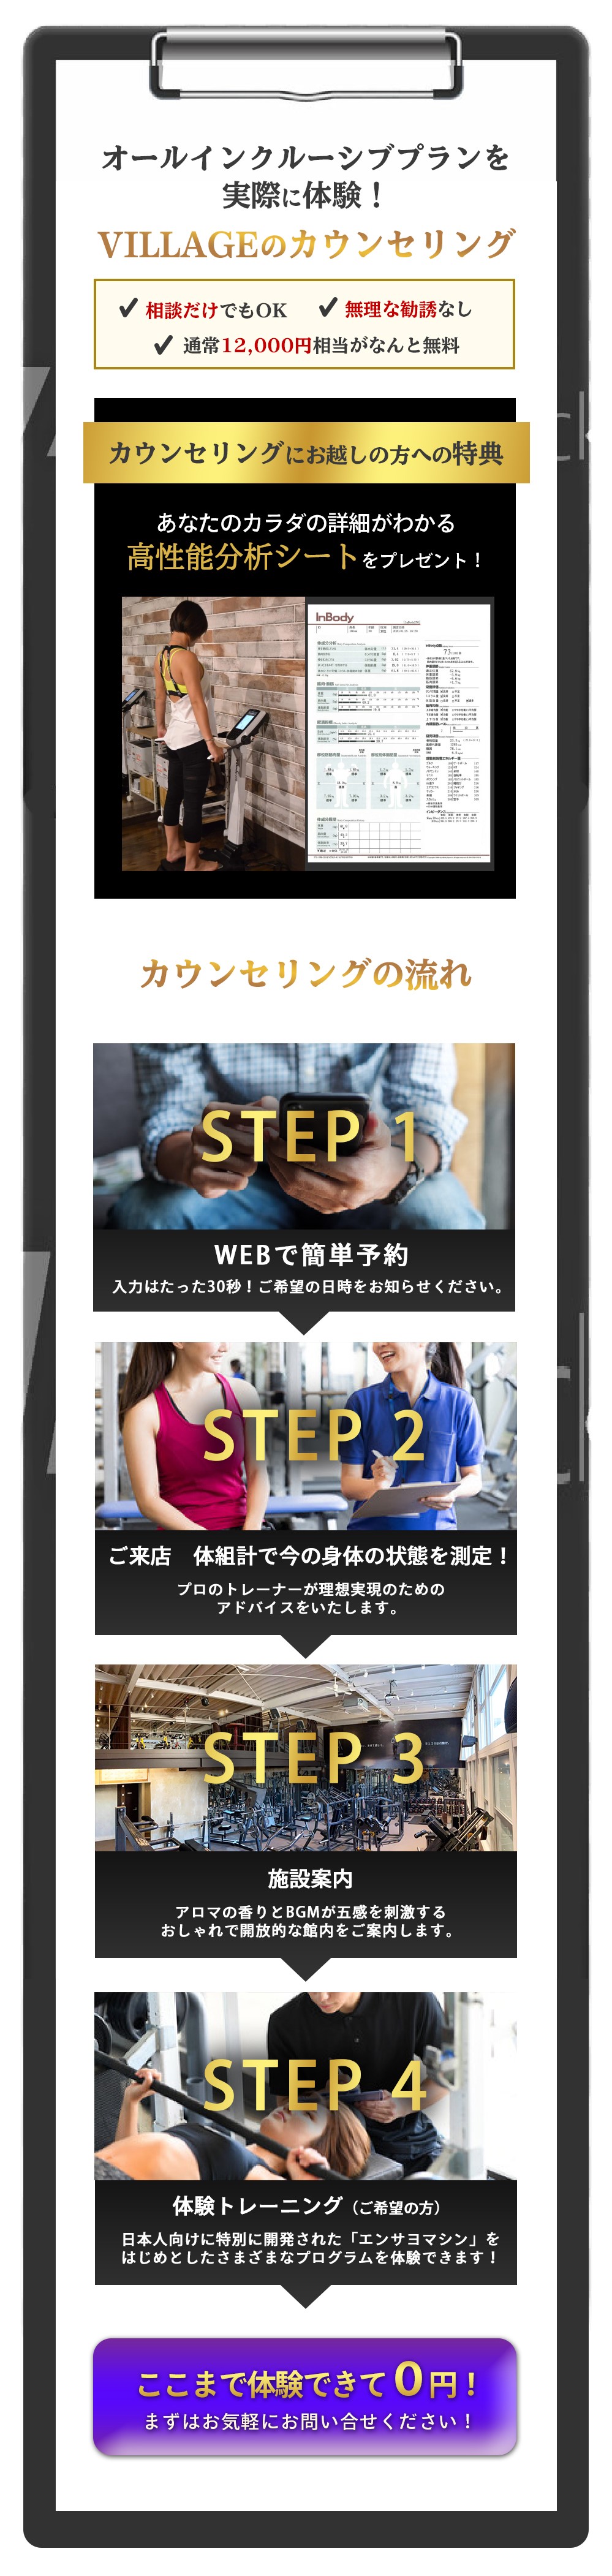 オールインクルーシブプランを
実際に体験！
VILLAGEのカウンセリング
相談だけでもOK
無理な勧誘なし
通常12,000円相当がなんと無料
カウンセリングにお越しの方への特典
あなたのカラダの詳細がわかる
高性能分析シートをプレゼント！
InBody
カウンセリングの流れ
STEP 1
WEBで簡単予約
入力はたった30秒！ご希望の日時をお知らせください。
STEP 2
ご来店　体組計で今の身体の状態を測定！
プロのトレーナーが理想実現のための
アドバイスをいたします。
STEP 3
施設案内
アロマの香りとBGMが五感を刺激する
おしゃれで開放的な館内をご案内します。
STEP 4
体験トレーニング（ご希望の方）
日本人向けに特別に開発された「エンサヨマシン」を
はじめとしたさまざまなプログラムを体験できます！
ここまで体験できて0円！
まずはお気軽にお問い合せください！